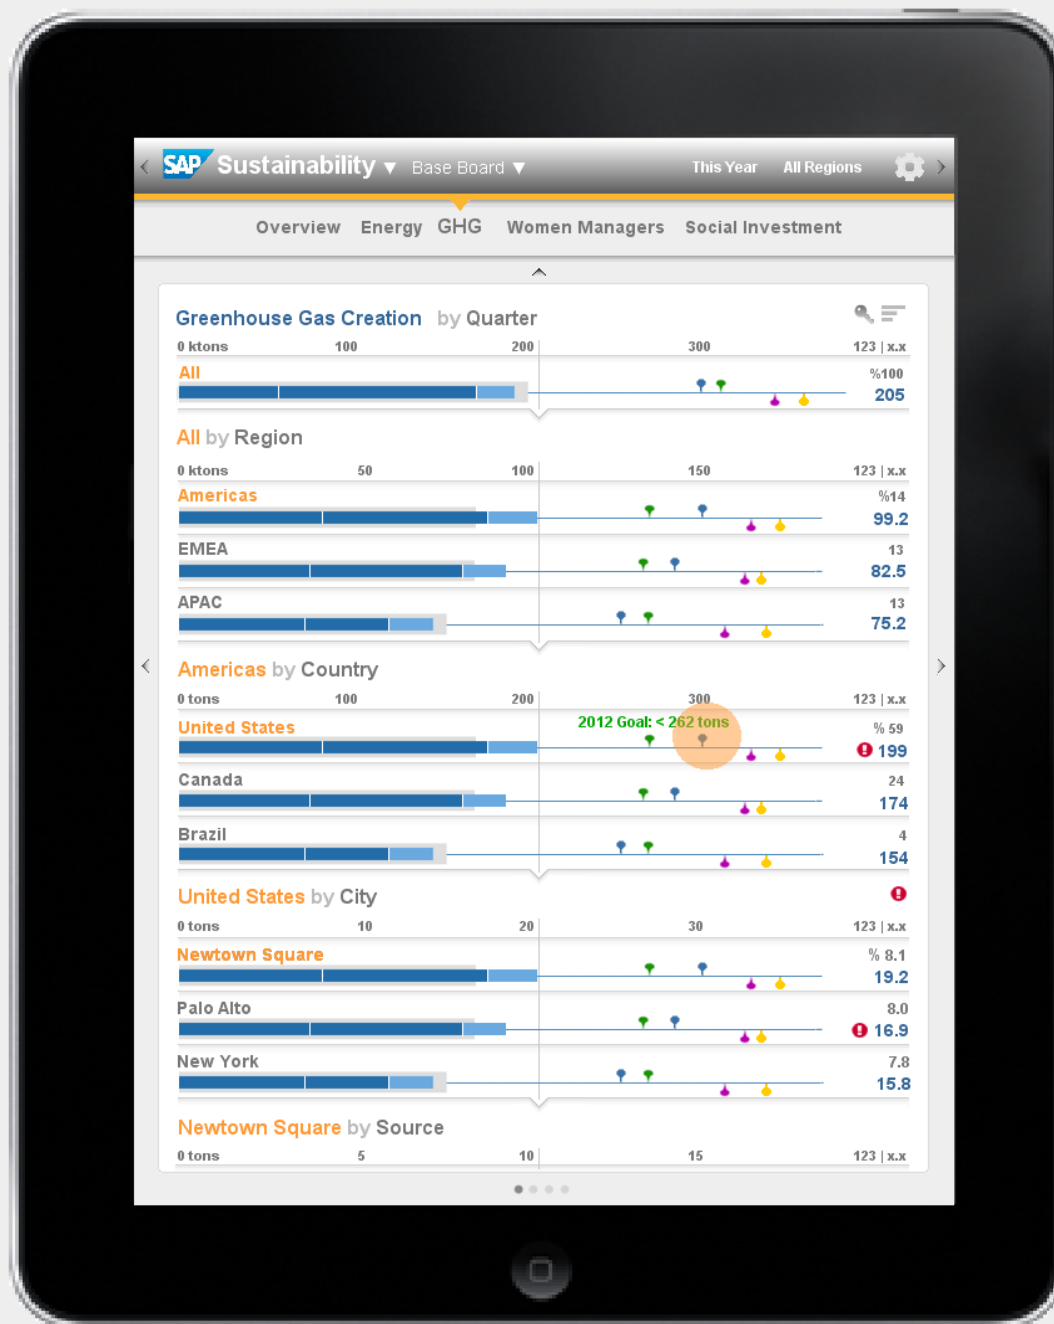 SAP Sustainability ▼ Base Board ▼ This Year All Regions
Overview Energy GHG Women Managers Social Investment
Greenhouse Gas Creation by Quarter
0 ktons 100 200 300 123 | x.x
All %100
205
All by Region
0 ktons 50 100 150 123 | x.x
Americas %14
99.2
EMEA 13
82.5
APAC 13
75.2
Americas by Country
0 tons 100 200 300 123 | x.x
2012 Goal: < 262 tons
United States % 59
199
Canada 24
174
Brazil 4
154
United States by City
0 tons 10 20 30 123 | x.x
Newtown Square % 8.1
19.2
Palo Alto 8.0
16.9
New York 7.8
15.8
Newtown Square by Source
0 tons 5 10 15 123 | x.x